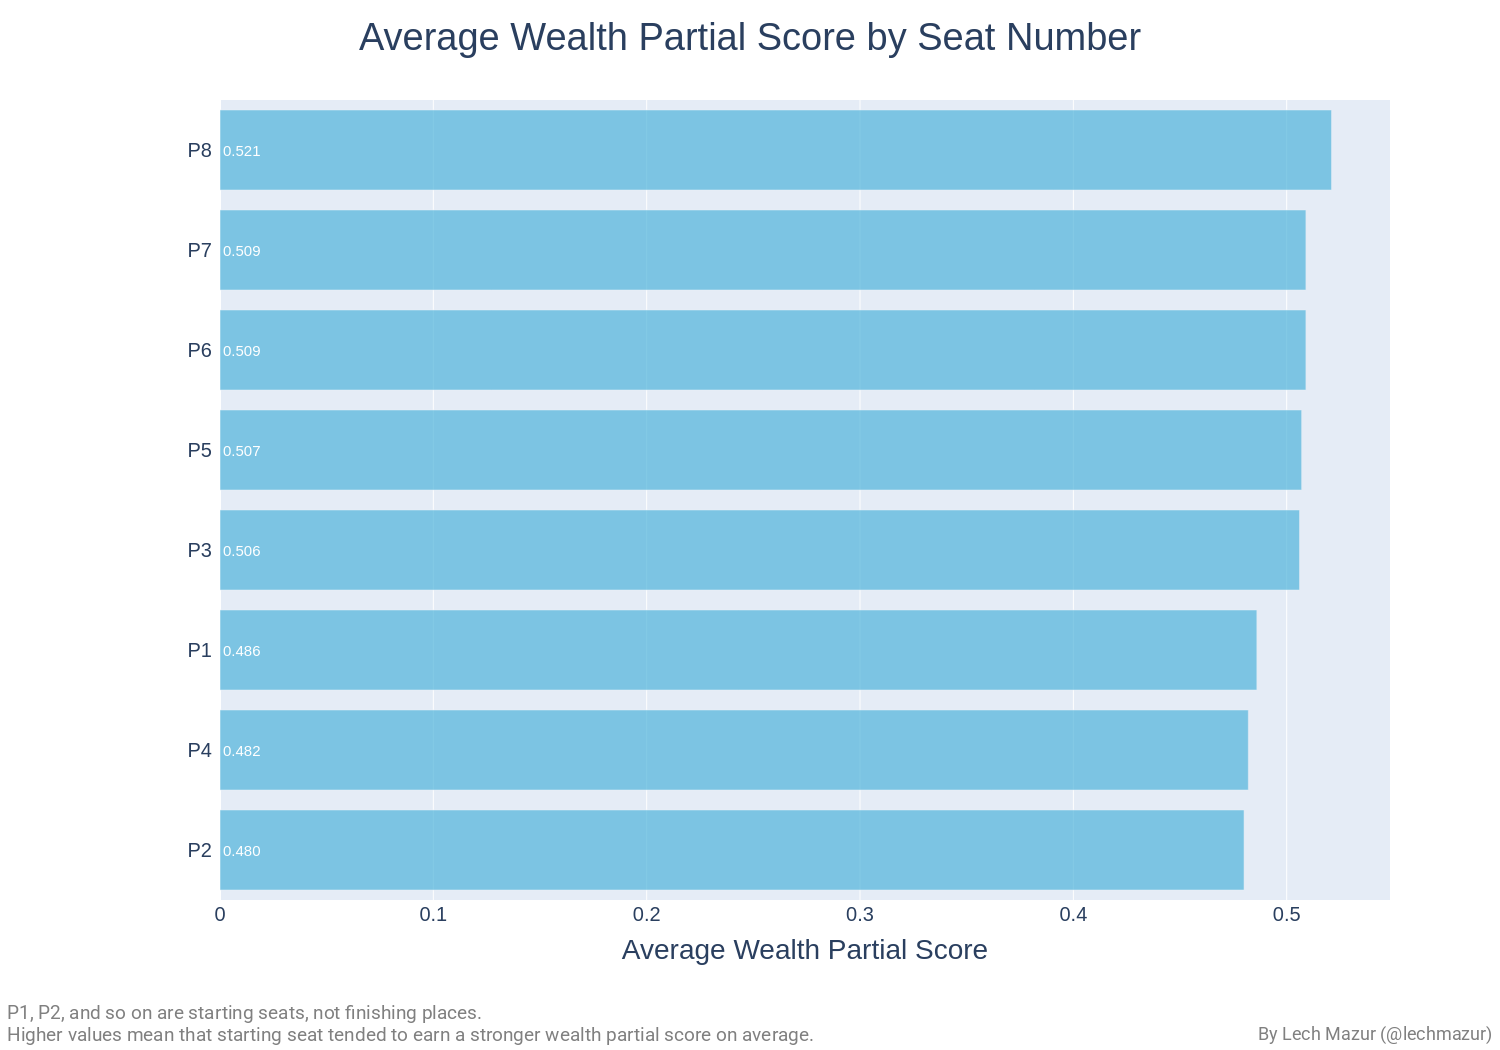 Average Wealth Partial Score by Seat Number
P8 0.521
P7 0.509
P6 0.509
P5 0.507
P3 0.506
P1 0.486
P4 0.482
P2 0.480
0 0.1 0.2 0.3 0.4 0.5
Average Wealth Partial Score
P1, P2, and so on are starting seats, not finishing places.
Higher values mean that starting seat tended to earn a stronger wealth partial score on average.
By Lech Mazur (@lechmazur)